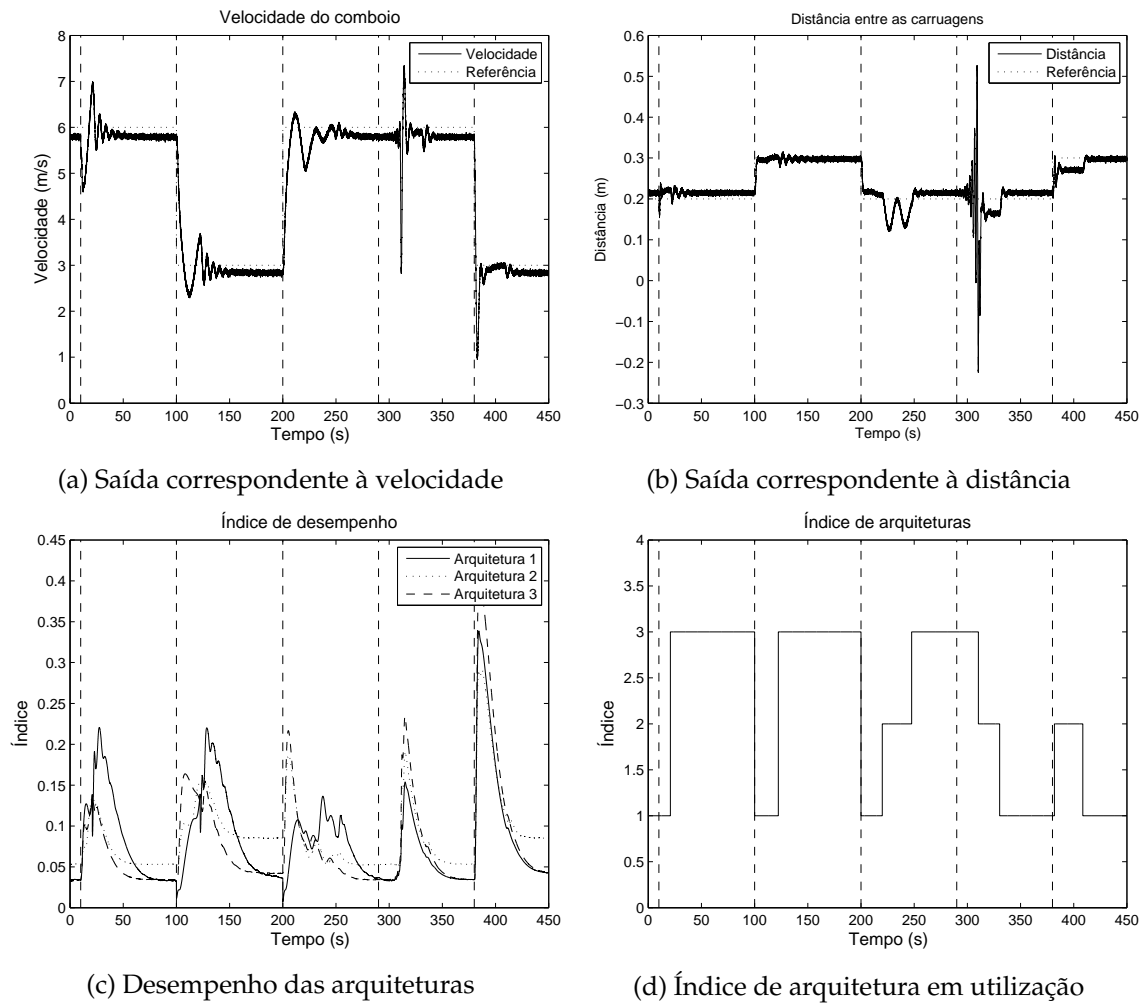 Velocidade do comboio
8
7
6
5
4
3
2
1
0
Velocidade (m/s)
Velocidade
Referência
0 50 100 150 200 250 300 350 400 450
Tempo (s)
(a) Saída correspondente à velocidade
Distância entre as carruagens
0.6
0.5
0.4
0.3
0.2
0.1
0
−0.1
−0.2
−0.3
Distância (m)
Distância
Referência
0 50 100 150 200 250 300 350 400 450
Tempo (s)
(b) Saída correspondente à distância
Índice de desempenho
0.45
0.4
0.35
0.3
0.25
0.2
0.15
0.1
0.05
0
Índice
Arquitetura 1
Arquitetura 2
Arquitetura 3
0 50 100 150 200 250 300 350 400 450
Tempo (s)
(c) Desempenho das arquiteturas
Índice de arquiteturas
4
3.5
3
2.5
2
1.5
1
0.5
0
Índice
0 50 100 150 200 250 300 350 400 450
Tempo (s)
(d) Índice de arquitetura em utilização